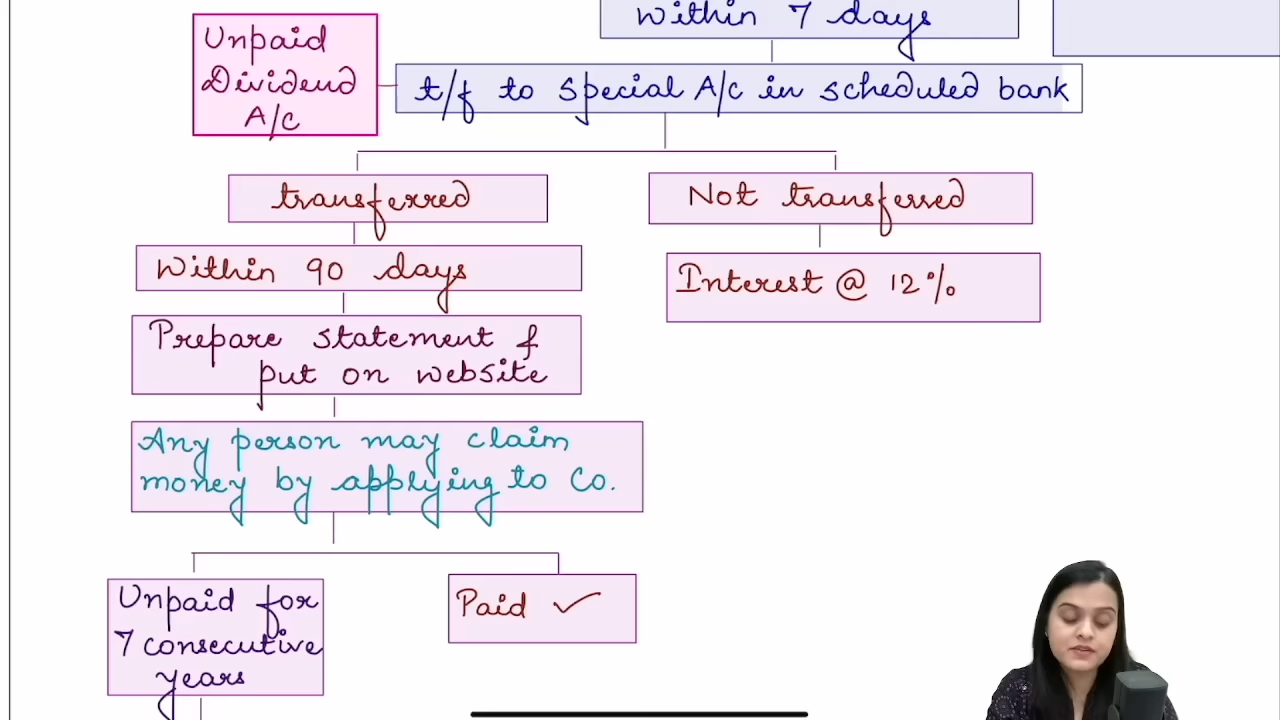 Within 7 days
Unpaid
Dividend
A/C
t/f to Special A/c in scheduled bank
transferred
Not transferred
Within 90 days
Interest @ 12%
Prepare statement &
put on website
Any person may claim
money by applying to Co.
Unpaid for
7 consecutive
years
Paid ✓